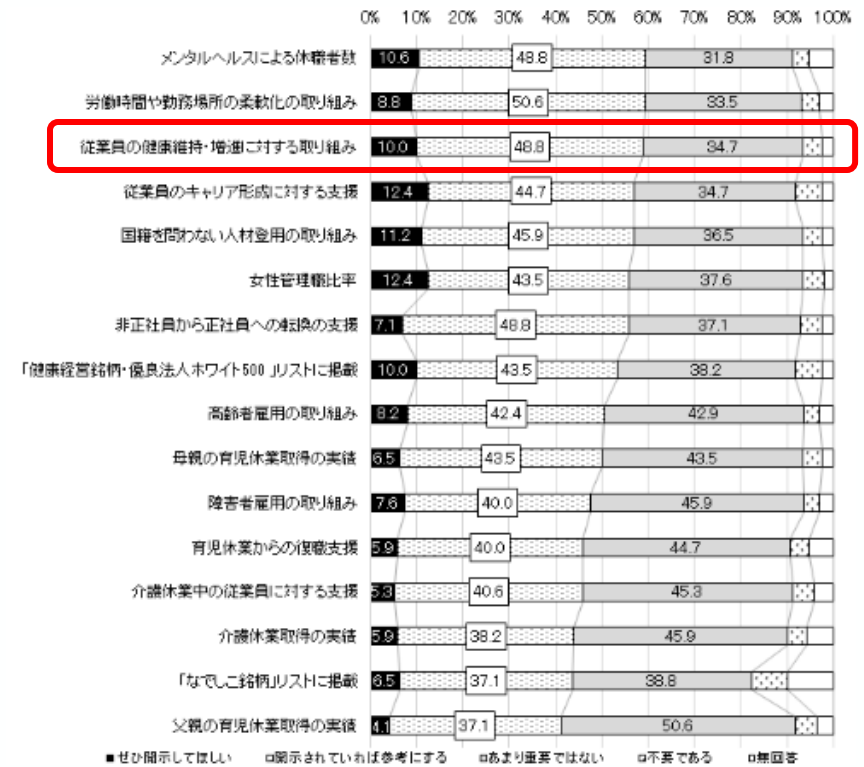 0% 10% 20% 30% 40% 50% 60% 70% 80% 90% 100%
メンタルヘルスによる休職者数 10.6 48.8 31.8
労働時間や勤務場所の柔軟化の取り組み 8.8 50.6 33.5
従業員の健康維持・増進に対する取り組み 10.0 48.8 34.7
従業員のキャリア形成に対する支援 12.4 44.7 34.7
国籍を問わない人材登用の取り組み 11.2 45.9 36.5
女性管理職比率 12.4 43.5 37.6
非正社員から正社員への転換の支援 7.1 48.8 37.1
「健康経営銘柄・優良法人ホワイト500」リストに掲載 10.0 43.5 38.2
高齢者雇用の取り組み 8.2 42.4 42.9
母親の育児休業取得の実績 6.5 43.5 43.5
障害者雇用の取り組み 7.6 40.0 45.9
育児休業からの復職支援 5.9 40.0 44.7
介護休業中の従業員に対する支援 5.3 40.6 45.3
介護休業取得の実績 5.9 38.2 45.9
「なでしこ銘柄」リストに掲載 6.5 37.1 38.8
父親の育児休業取得の実績 4.1 37.1 50.6
■ぜひ開示してほしい □開示されていれば参考にする □あまり重要ではない □不要である □無回答